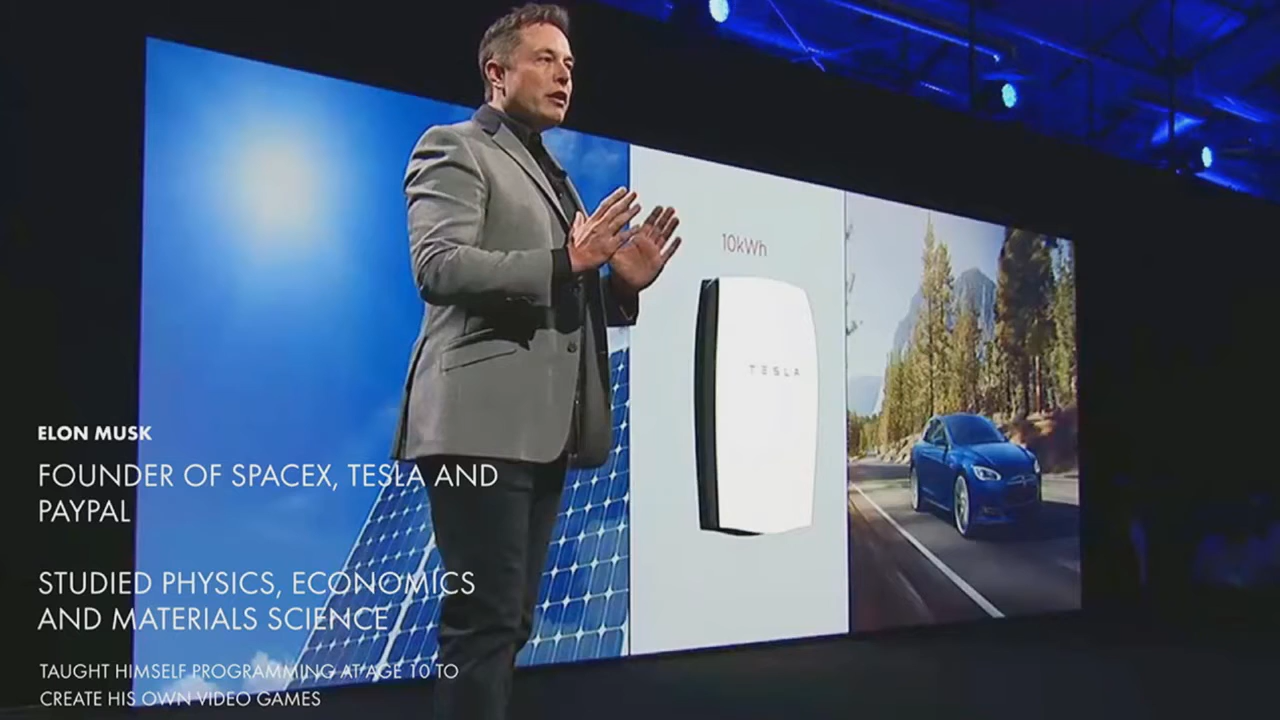 10kWh
TESLA
ELON MUSK
FOUNDER OF SPACEX, TESLA AND
PAYPAL
STUDIED PHYSICS, ECONOMICS
AND MATERIALS SCIENCE
TAUGHT HIMSELF PROGRAMMING AT AGE 10 TO
CREATE HIS OWN VIDEO GAMES